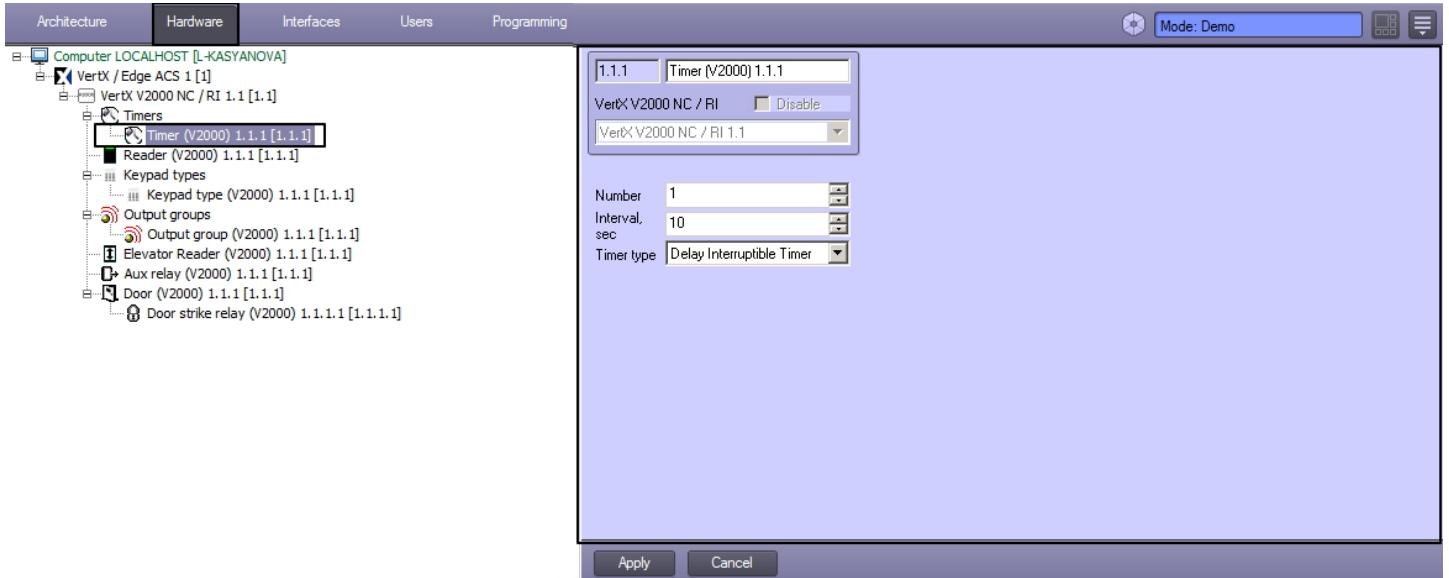 Architecture Hardware Interfaces Users Programming Mode: Demo
Computer LOCALHOST [L-KASYANOVA]
VertX / Edge ACS 1 [1]
VertX V2000 NC / RI 1.1 [1.1]
Timers
Timer (V2000) 1.1.1 [1.1.1]
Reader (V2000) 1.1.1 [1.1.1]
Keypad types
Keypad type (V2000) 1.1.1 [1.1.1]
Output groups
Output group (V2000) 1.1.1 [1.1.1]
Elevator Reader (V2000) 1.1.1 [1.1.1]
Aux relay (V2000) 1.1.1 [1.1.1]
Door (V2000) 1.1.1 [1.1.1]
Door strike relay (V2000) 1.1.1.1 [1.1.1.1]
1.1.1 Timer (V2000) 1.1.1
VertX V2000 NC / RI Disable
VertX V2000 NC / RI 1.1
Number 1
Interval, sec 10
Timer type Delay Interruptible Timer
Apply Cancel